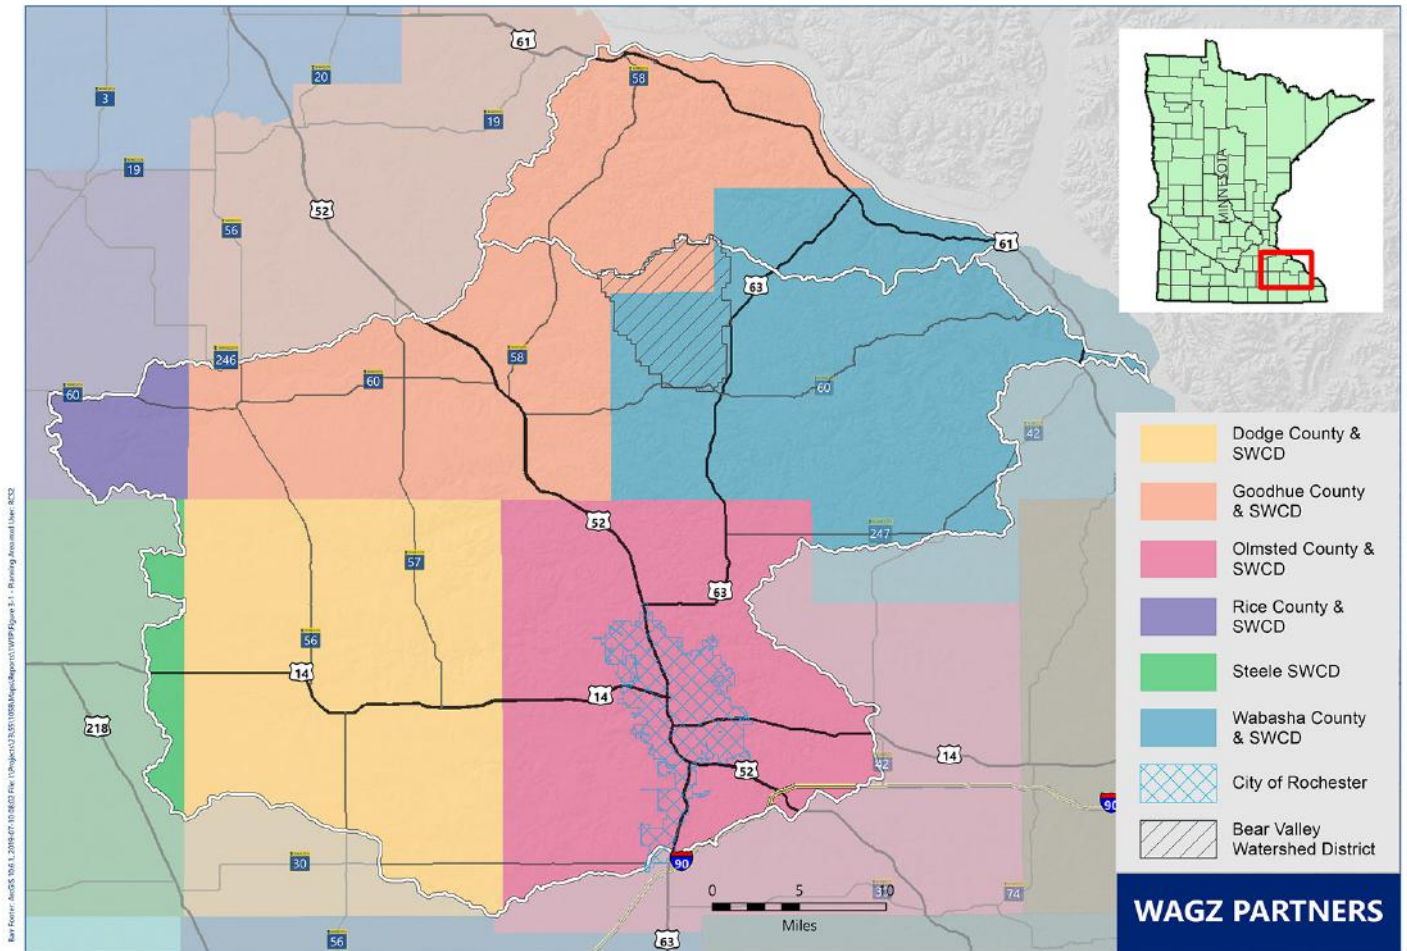 61
58
20
3
19
19
52
56
61
63
246
58
60
60
60
42
52
247
57
63
56
14
14
218
52
14
42
90
30
90
74
56
63
0 5 10
Miles
MINNESOTA
Dodge County &
SWCD
Goodhue County
& SWCD
Olmsted County &
SWCD
Rice County &
SWCD
Steele SWCD
Wabasha County
& SWCD
City of Rochester
Bear Valley
Watershed District
WAGZ PARTNERS